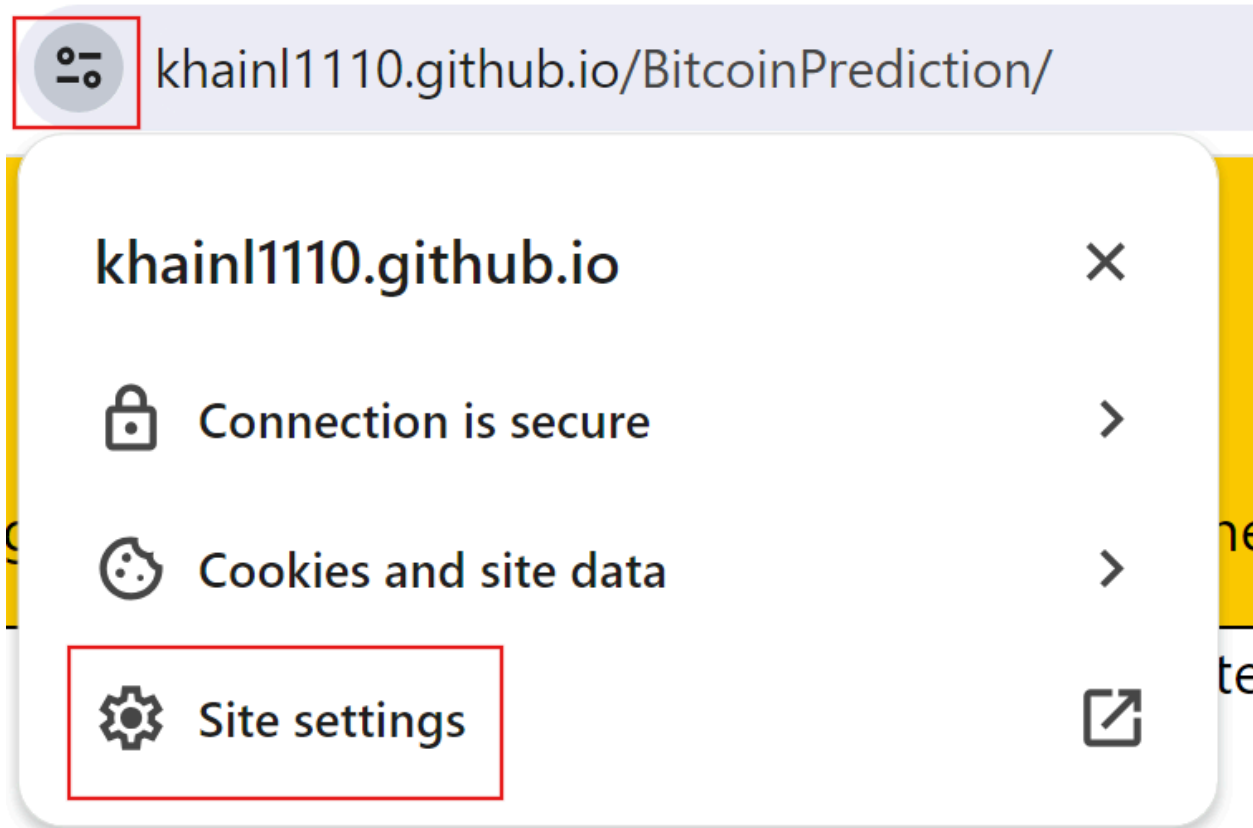 khainl1110.github.io/BitcoinPrediction/
khainl1110.github.io
Connection is secure
Cookies and site data
Site settings